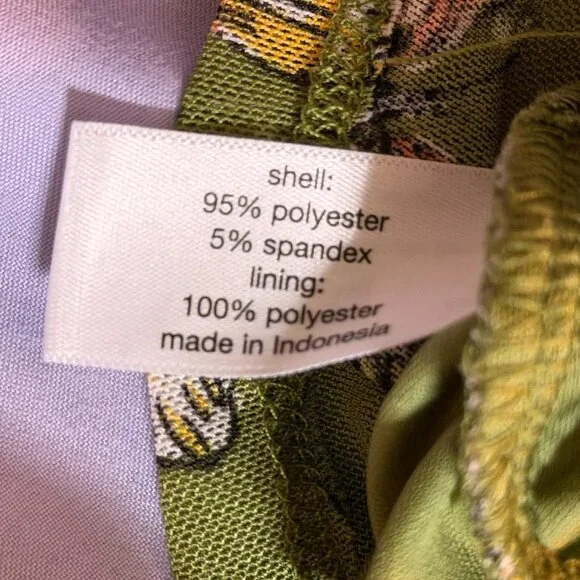 shell:
95% polyester
5% spandex
lining:
100% polyester
made in Indonesia